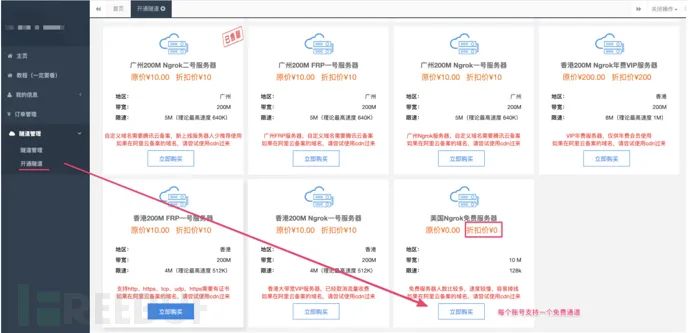 首页
开通隧道
关闭操作
主页
教程（一定要看）
我的信息
订单管理
隧道管理
隧道管理
开通隧道
已售罄
广州200M Ngrok二号服务器
原价¥10.00 折扣价¥10
地区： 广州
带宽： 200M
限速： 5M（理论最高速度 640K）
自定义域名需要腾讯云备案，新上线服务器人少推荐使用
如果在阿里云备案的域名，请尝试使用cdn过来
立即购买
广州200M FRP一号服务器
原价¥10.00 折扣价¥10
地区： 广州
带宽： 200M
限速： 5M（理论最高速度 640K）
广州FRP服务器，自定义域名需要腾讯云备案
如果在阿里云备案的域名，请尝试使用cdn过来
立即购买
广州200M Ngrok一号服务器
原价¥10.00 折扣价¥10
地区： 广州
带宽： 200M
限速： 5M（理论最高速度 640K）
广州Ngrok服务器，自定义域名需要腾讯云备案
如果在阿里云备案的域名，请尝试使用cdn过来
立即购买
香港200M Ngrok年费VIP服务器
原价¥200.00 折扣价¥200
地区： 香港
带宽： 200M
限速： 8M（理论最高速度 1M）
VIP年费服务器，仅供年费会员使用
如果在阿里云备案的域名，请尝试使用cdn过来
立即购买
香港200M FRP一号服务器
原价¥10.00 折扣价¥10
地区： 香港
带宽： 200M
限速： 4M（理论最高速度 512K）
支持http、https、tcp、udp，https需要有证书
如果在阿里云备案的域名，请尝试使用cdn过来
立即购买
香港200M Ngrok一号服务器
原价¥10.00 折扣价¥10
地区： 香港
带宽： 200M
限速： 4M（理论最高速度 512K）
香港大带宽VIP服务器，已经取消流量收费
如果在阿里云备案的域名，请尝试使用cdn过来
立即购买
美国Ngrok免费服务器
原价¥0.00 折扣价¥0
地区：
带宽： 10 M
限速： 128k
免费服务器人数比较多，速度较慢，容易掉线
如果在阿里云备案的域名，请尝试使用cdn过来
立即购买
每个账号支持一个免费通道
FREEBUF